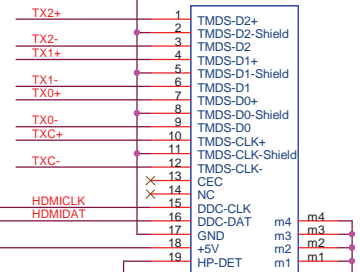 TX2+ 1 TMDS-D2+
2 TMDS-D2-Shield
TX2- 3 TMDS-D2
TX1+ 4 TMDS-D1+
5 TMDS-D1-Shield
TX1- 6 TMDS-D1
TX0+ 7 TMDS-D0+
8 TMDS-D0-Shield
TX0- 9 TMDS-D0
TXC+ 10 TMDS-CLK+
11 TMDS-CLK-Shield
TXC- 12 TMDS-CLK-
13 CEC
14 NC
HDMICLK 15 DDC-CLK
HDMIDAT 16 DDC-DAT m4 m4
17 GND m3 m3
18 +5V m2 m2
19 HP-DET m1 m1